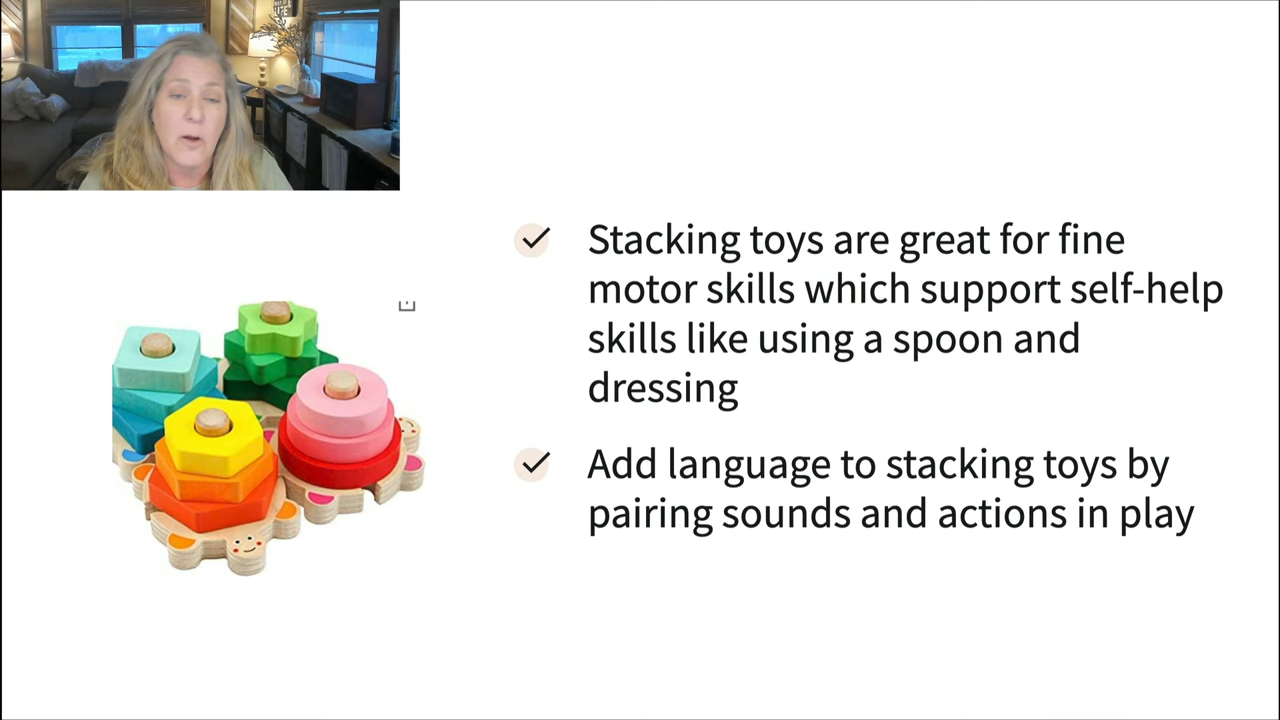 Stacking toys are great for fine
motor skills which support self-help
skills like using a spoon and
dressing
Add language to stacking toys by
pairing sounds and actions in play